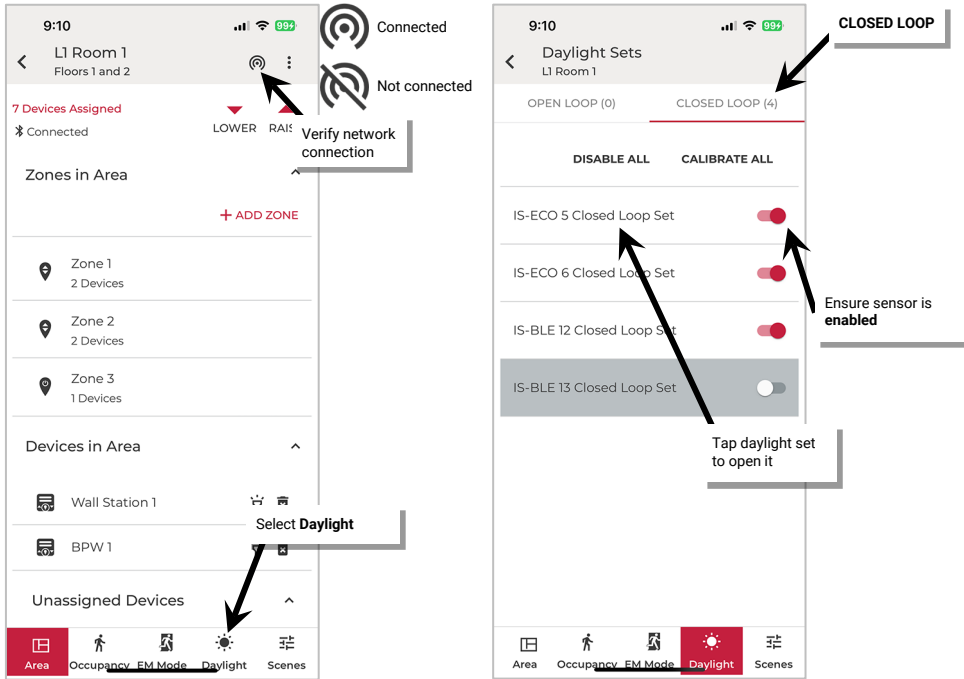 9:10
99
L1 Room 1
Floors 1 and 2
Connected
Not connected
7 Devices Assigned
Connected
LOWER
Verify network
connection
Zones in Area
+ ADD ZONE
Zone 1
2 Devices
Zone 2
2 Devices
Zone 3
1 Devices
Devices in Area
Wall Station 1
Select Daylight
BPW 1
Unassigned Devices
Area Occupancy EM Mode Daylight Scenes
9:10
99
CLOSED LOOP
Daylight Sets
L1 Room 1
OPEN LOOP (0) CLOSED LOOP (4)
DISABLE ALL CALIBRATE ALL
IS-ECO 5 Closed Loop Set
IS-ECO 6 Closed Loop Set
Ensure sensor is
enabled
IS-BLE 12 Closed Loop Set
IS-BLE 13 Closed Loop Set
Tap daylight set
to open it
Area Occupancy EM Mode Daylight Scenes